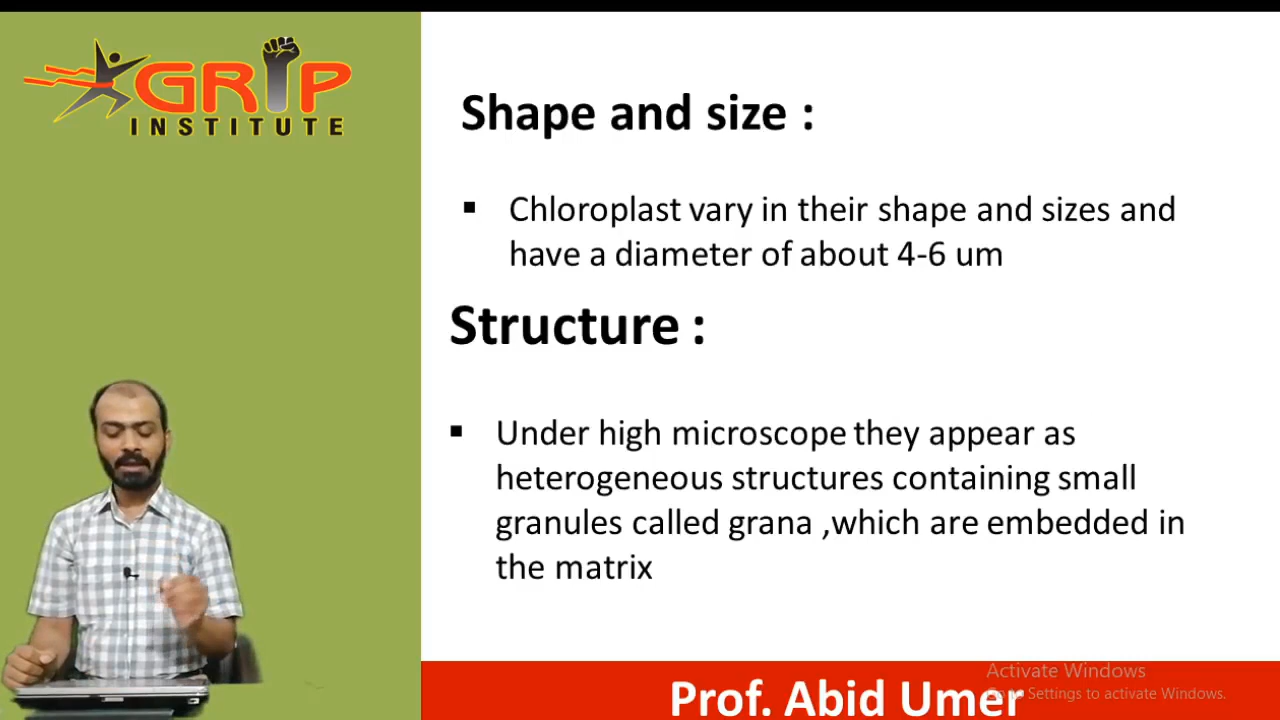 GRIP
INSTITUTE
Shape and size :
▪ Chloroplast vary in their shape and sizes and
have a diameter of about 4-6 um
Structure :
▪ Under high microscope they appear as
heterogeneous structures containing small
granules called grana ,which are embedded in
the matrix
Activate Windows
Go to Settings to activate Windows.
Prof. Abid Umer